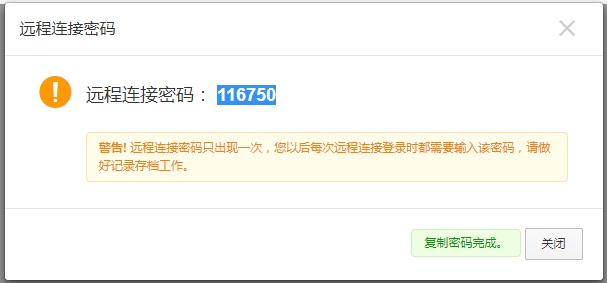 远程连接密码
远程连接密码： 116750
警告! 远程连接密码只出现一次，您以后每次远程连接登录时都需要输入该密码，请做
好记录存档工作。
复制密码完成。 关闭